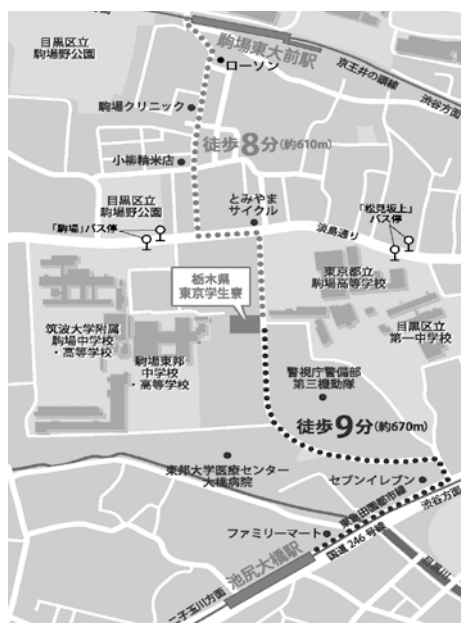 目黒区立
駒場野公園
駒場東大前駅
ローソン
京王井の頭線
渋谷方面
駒場クリニック
徒歩8分(約610m)
小柳精米店
目黒区立
駒場野公園
とみやま
サイクル
「駒場」バス停
淡島通り
「松見坂上」
バス停
栃木県
東京学生寮
東京都立
駒場高等学校
筑波大学附属
駒場中学校
・高等学校
駒場東邦
中学校
・高等学校
目黒区立
第一中学校
警視庁警備部
第三機動隊
徒歩9分(約670m)
東邦大学医療センター
大橋病院
セブンイレブン
渋谷方面
東急田園都市線
ファミリーマート
国道246号線
池尻大橋駅
二子玉川方面
目黒川